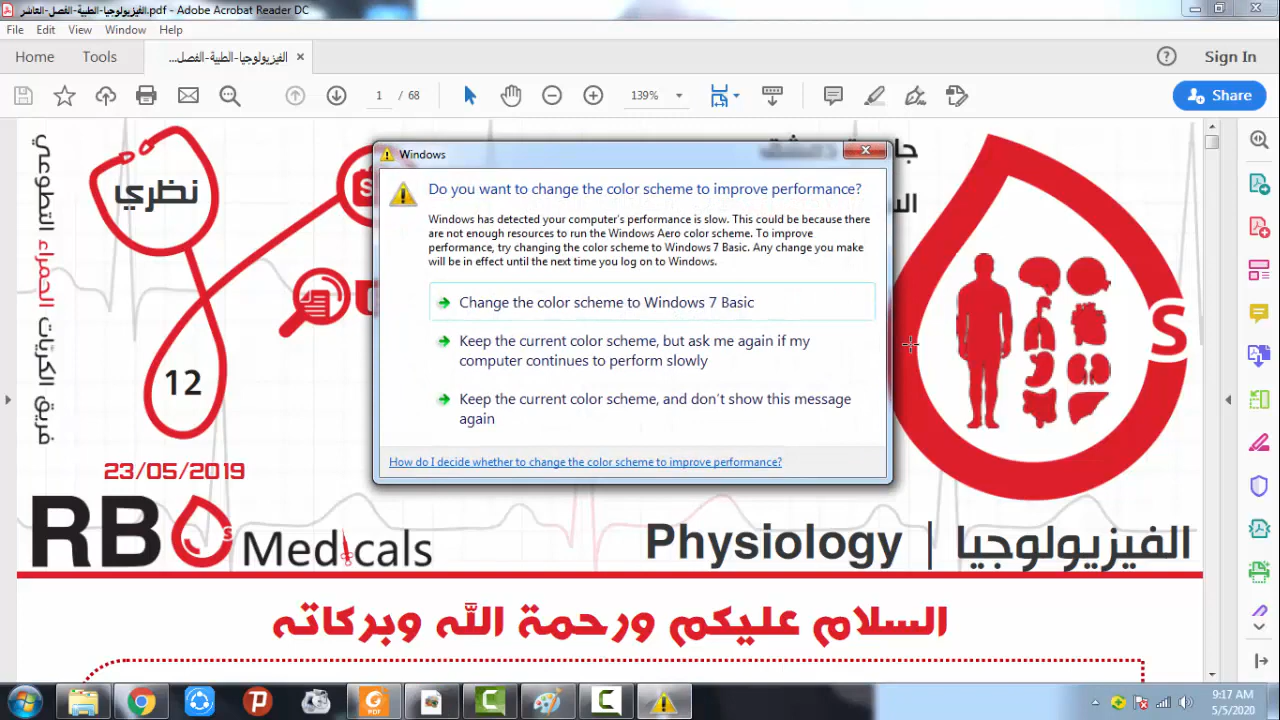 الفيزيولوجيا-الطبية-الفصل-العاشر.pdf - Adobe Acrobat Reader DC
File Edit View Window Help
Home Tools الفيزيولوجيا-الطبية-الفصل... Sign In
1 / 68 139% Share
Windows
Do you want to change the color scheme to improve performance?
Windows has detected your computer's performance is slow. This could be because there
are not enough resources to run the Windows Aero color scheme. To improve
performance, try changing the color scheme to Windows 7 Basic. Any change you make
will be in effect until the next time you log on to Windows.
Change the color scheme to Windows 7 Basic
Keep the current color scheme, but ask me again if my
computer continues to perform slowly
Keep the current color scheme, and don't show this message
again
How do I decide whether to change the color scheme to improve performance?
فريق الكريات الحمراء التطوعي
نظري
12
23/05/2019
RB s Medicals
S
Physiology | الفيزيولوجيا
السلام عليكم ورحمة الله وبركاته
PDF
9:17 AM
5/5/2020